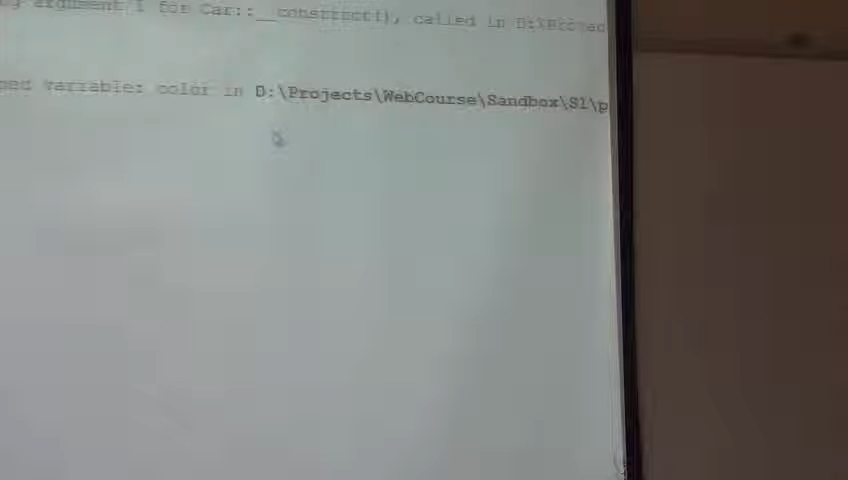 argument 1 for Car::__construct(), called in D:\
variable: color in D:\Projects\WebCourse\Sandbox\S1\p